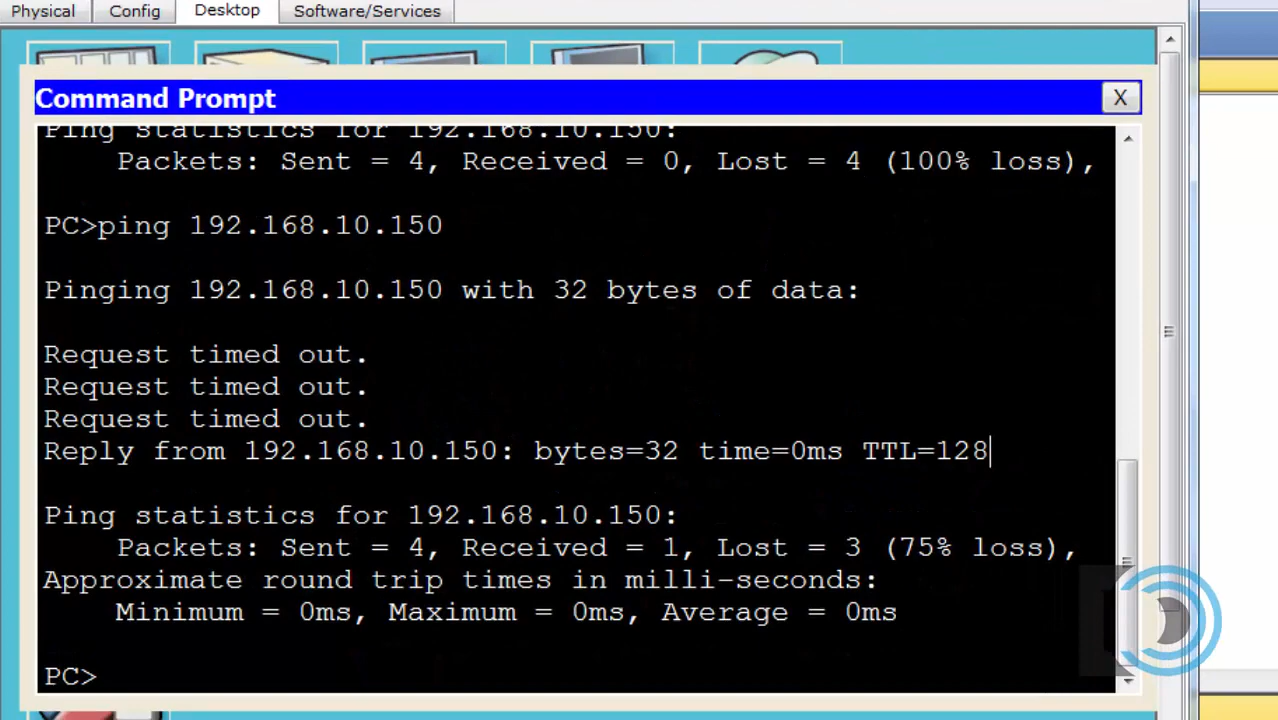 Physical Config Desktop Software/Services
Command Prompt X
Ping statistics for 192.168.10.150:
Packets: Sent = 4, Received = 0, Lost = 4 (100% loss),
PC>ping 192.168.10.150
Pinging 192.168.10.150 with 32 bytes of data:
Request timed out.
Request timed out.
Request timed out.
Reply from 192.168.10.150: bytes=32 time=0ms TTL=128
Ping statistics for 192.168.10.150:
Packets: Sent = 4, Received = 1, Lost = 3 (75% loss),
Approximate round trip times in milli-seconds:
Minimum = 0ms, Maximum = 0ms, Average = 0ms
PC>